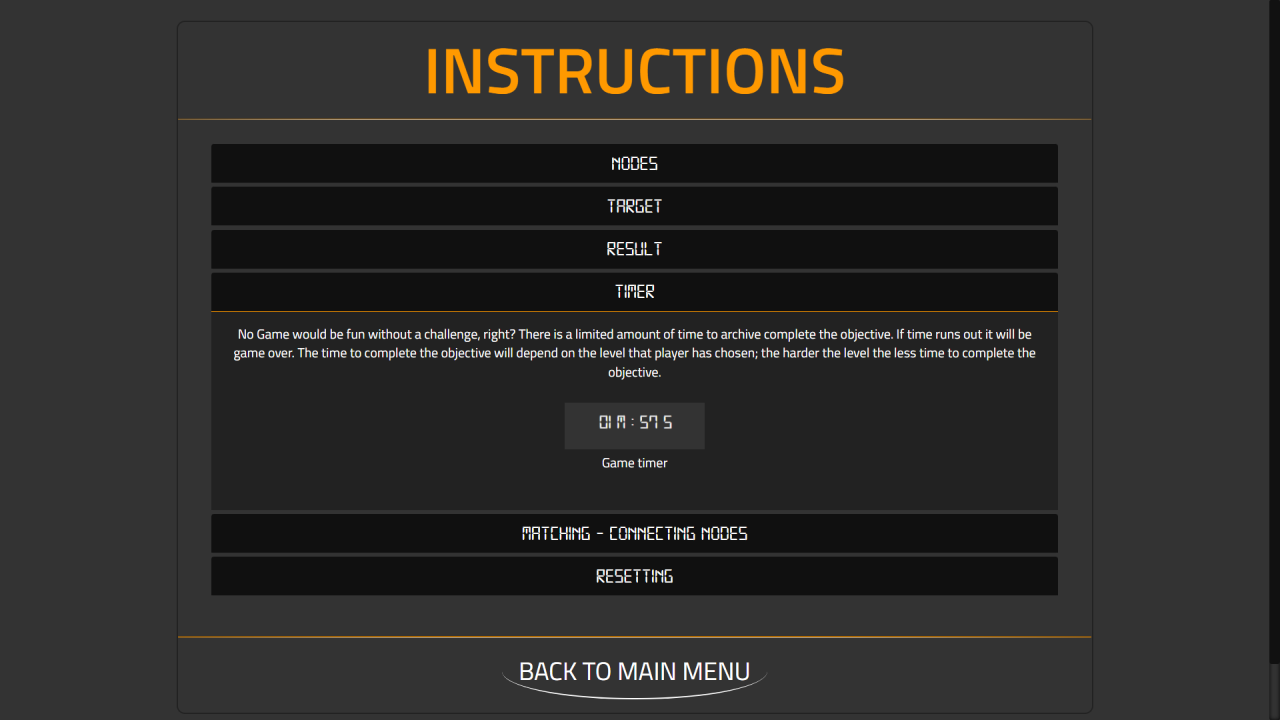 INSTRUCTIONS
NODES
TARGET
RESULT
TIMER
No Game would be fun without a challenge, right? There is a limited amount of time to archive complete the objective. If time runs out it will be
game over. The time to complete the objective will depend on the level that player has chosen; the harder the level the less time to complete the
objective.
01 M : 57 S
Game timer
MATCHING - CONNECTING NODES
RESETTING
BACK TO MAIN MENU